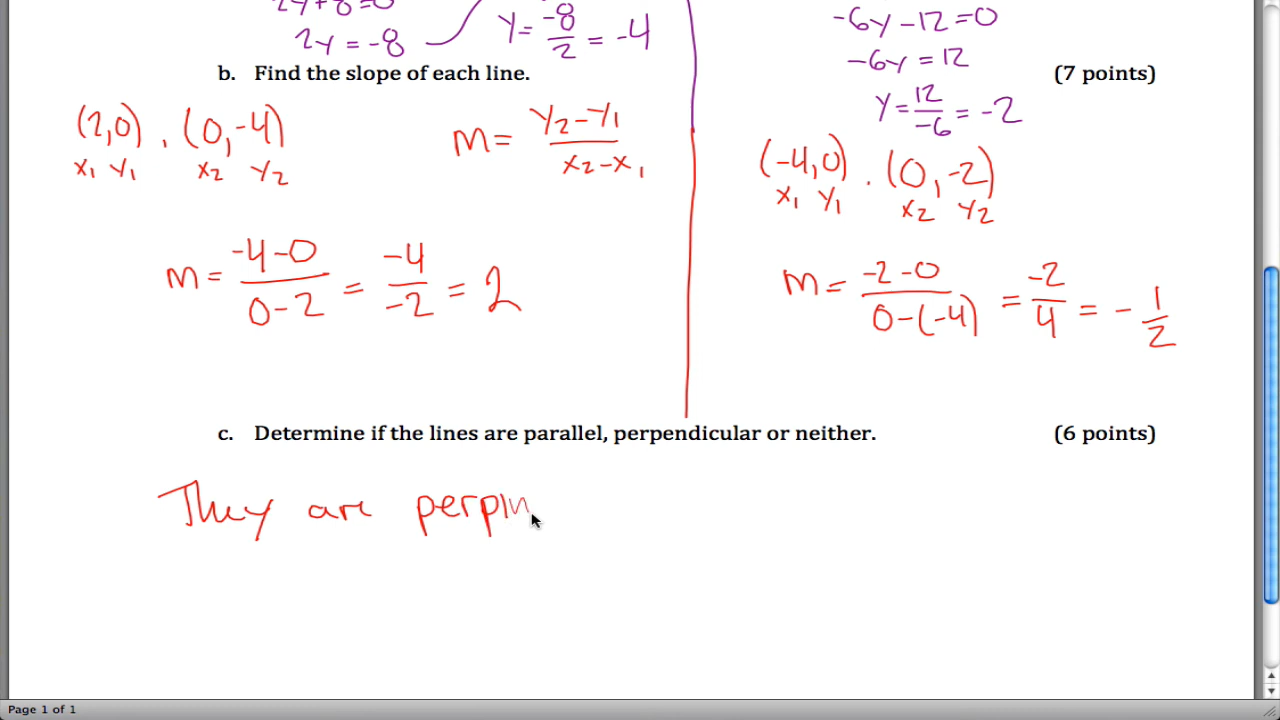 2y+8=0
2y = -8
y = -8/2 = -4
-6y -12 = 0
-6y = 12
y = 12/-6 = -2
b. Find the slope of each line. (7 points)
(2,0) . (0,-4)
x1 y1 x2 y2
m = y2-y1/x2-x1
m = -4-0/0-2 = -4/-2 = 2
(-4,0) . (0,-2)
x1 y1 x2 y2
m = -2-0/0-(-4) = -2/4 = -1/2
c. Determine if the lines are parallel, perpendicular or neither. (6 points)
They are perpin
Page 1 of 1